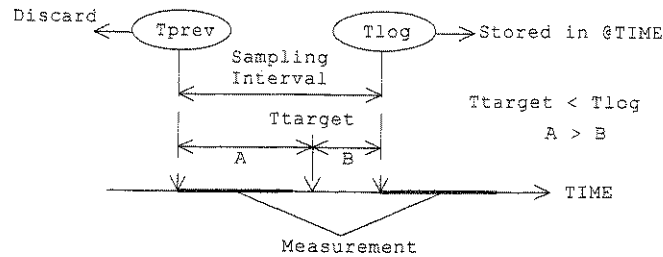 Discard
Tprev
Tlog
Stored in @TIME
Sampling
Interval
Ttarget < Tlog
Ttarget
A > B
A
B
TIME
Measurement